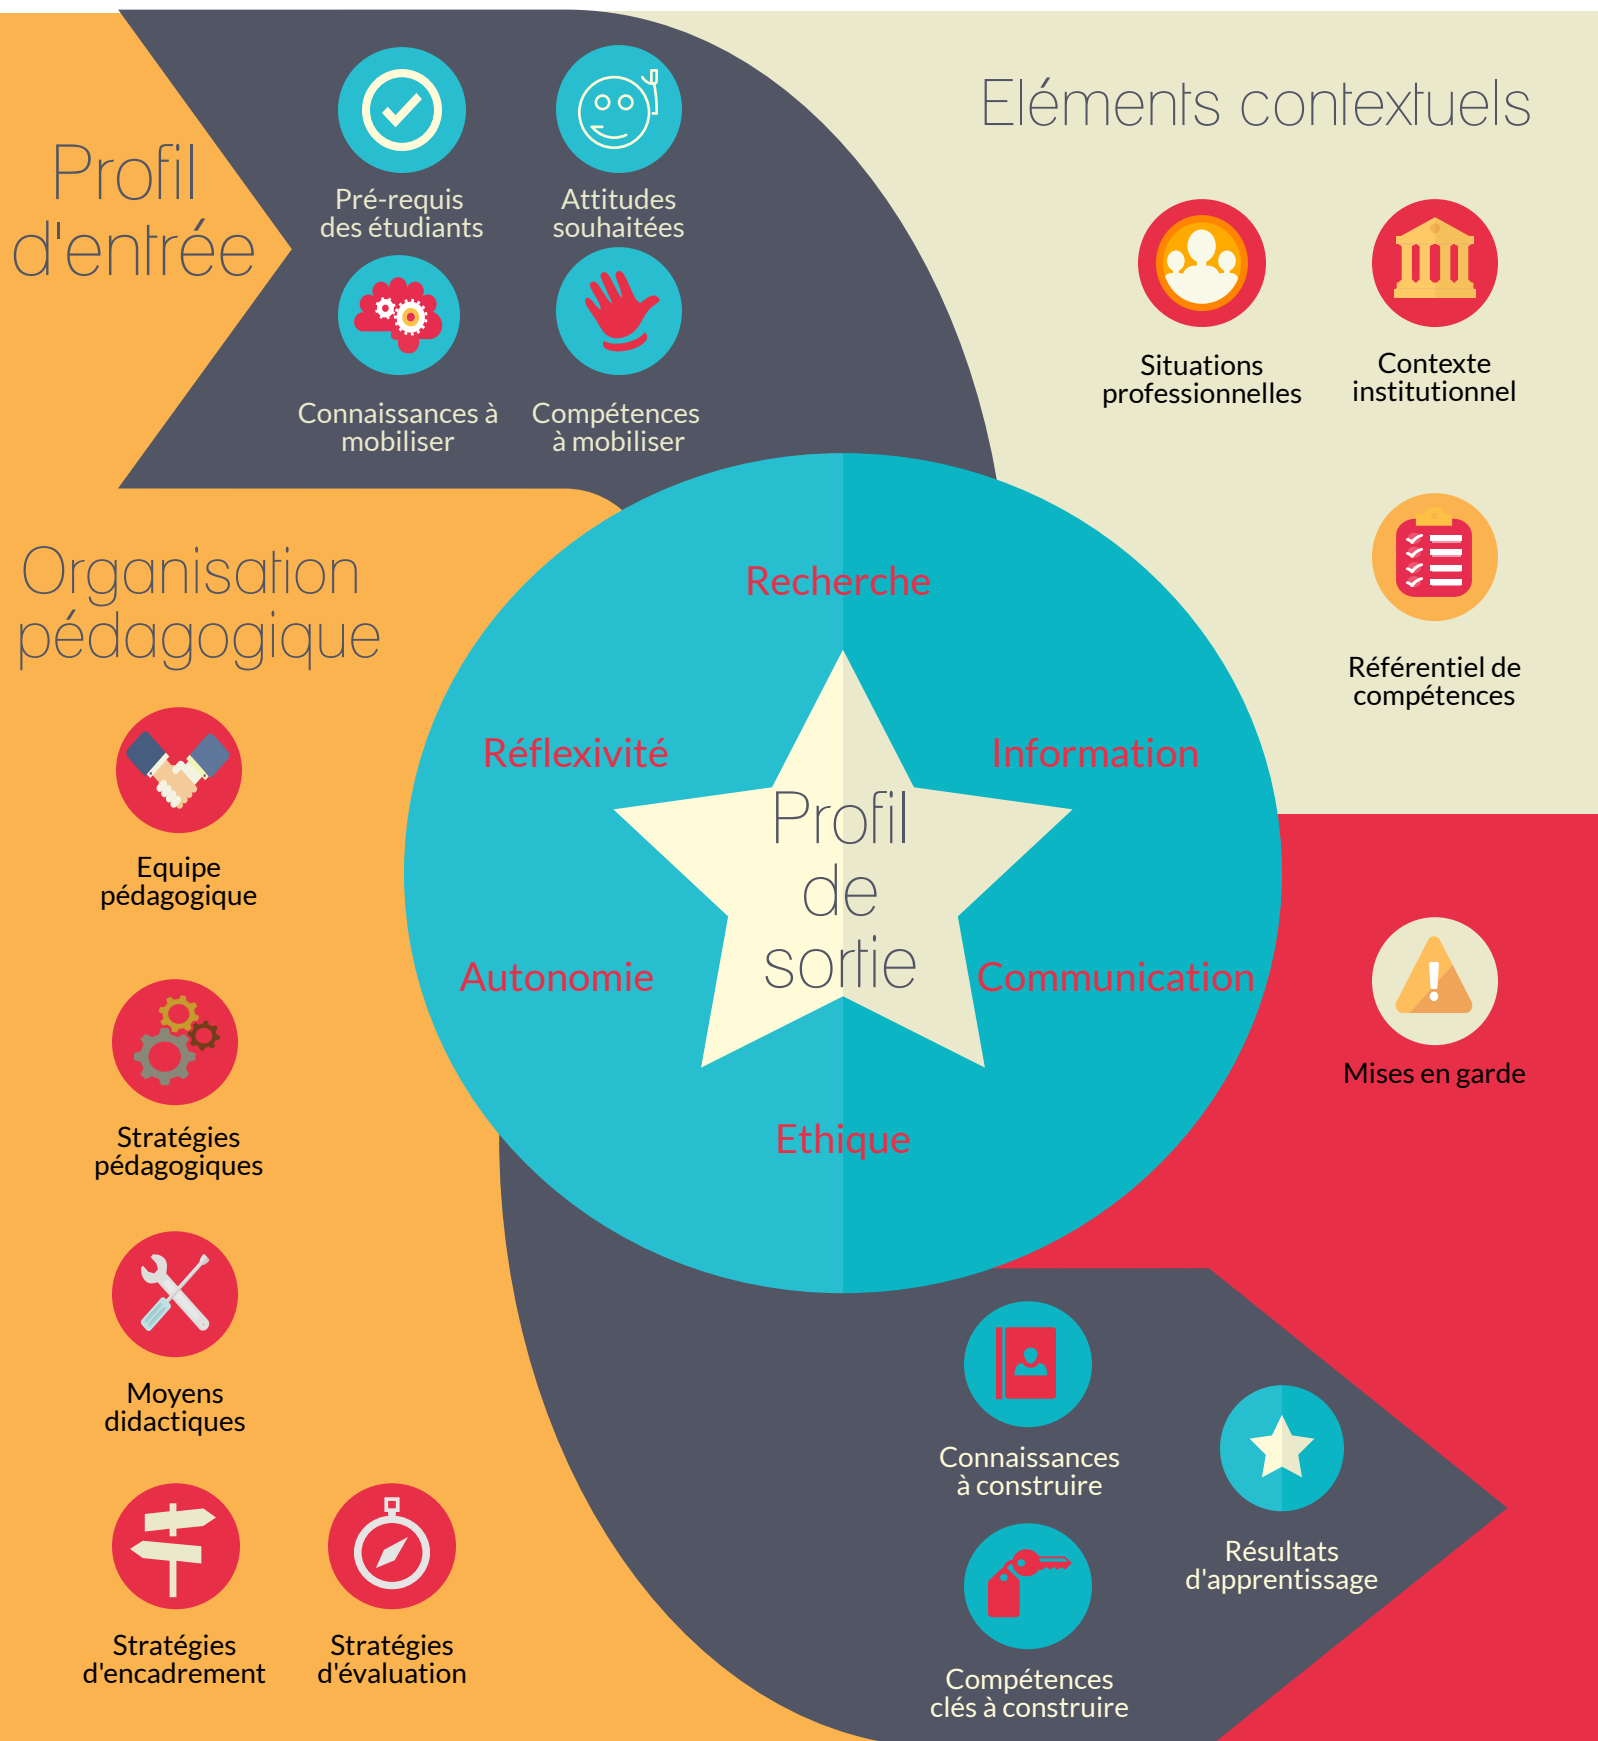 Profil
d'entrée
Pré-requis
des étudiants
Attitudes
souhaitées
Connaissances à
mobiliser
Compétences
à mobiliser
Eléments contextuels
Situations
professionnelles
Contexte
institutionnel
Référentiel de
compétences
Organisation
pédagogique
Equipe
pédagogique
Stratégies
pédagogiques
Moyens
didactiques
Stratégies
d'encadrement
Stratégies
d'évaluation
Recherche
Réflexivité
Information
Profil
de
sortie
Autonomie
Communication
Ethique
Mises en garde
Connaissances
à construire
Compétences
clés à construire
Résultats
d'apprentissage